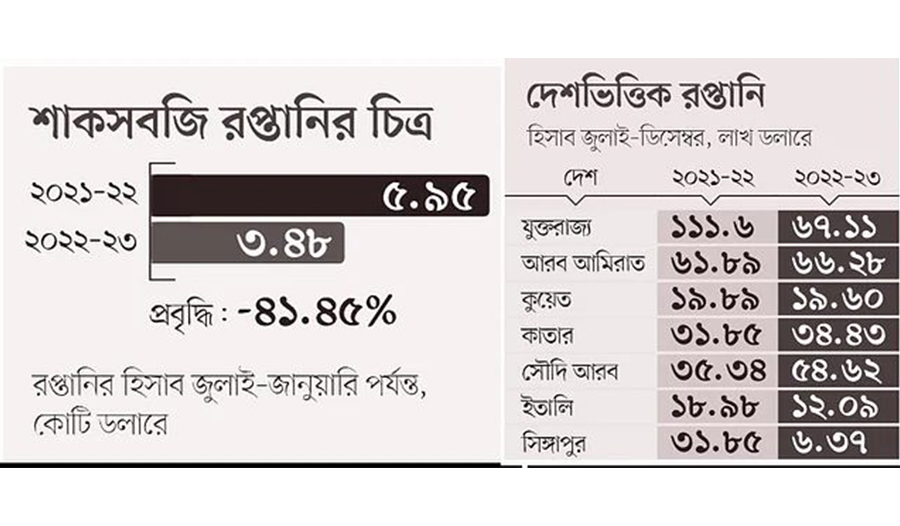 শাকসবজি রপ্তানির চিত্র
২০২১-২২ ৫.৯৫
২০২২-২৩ ৩.৪৮
প্রবৃদ্ধি : -৪১.৪৫%
রপ্তানির হিসাব জুলাই-জানুয়ারি পর্যন্ত,
কোটি ডলারে
দেশভিত্তিক রপ্তানি
হিসাব জুলাই-ডিসেম্বর, লাখ ডলারে
দেশ ২০২১-২২ ২০২২-২৩
যুক্তরাজ্য ১১১.৬ ৬৭.১১
আরব আমিরাত ৬১.৮৯ ৬৬.২৮
কুয়েত ১৯.৮৯ ১৯.৬০
কাতার ৩১.৮৫ ৩৪.৪৩
সৌদি আরব ৩৫.৩৪ ৫৪.৬২
ইতালি ১৮.৯৮ ১২.০৯
সিঙ্গাপুর ৩১.৮৫ ৬.৩৭